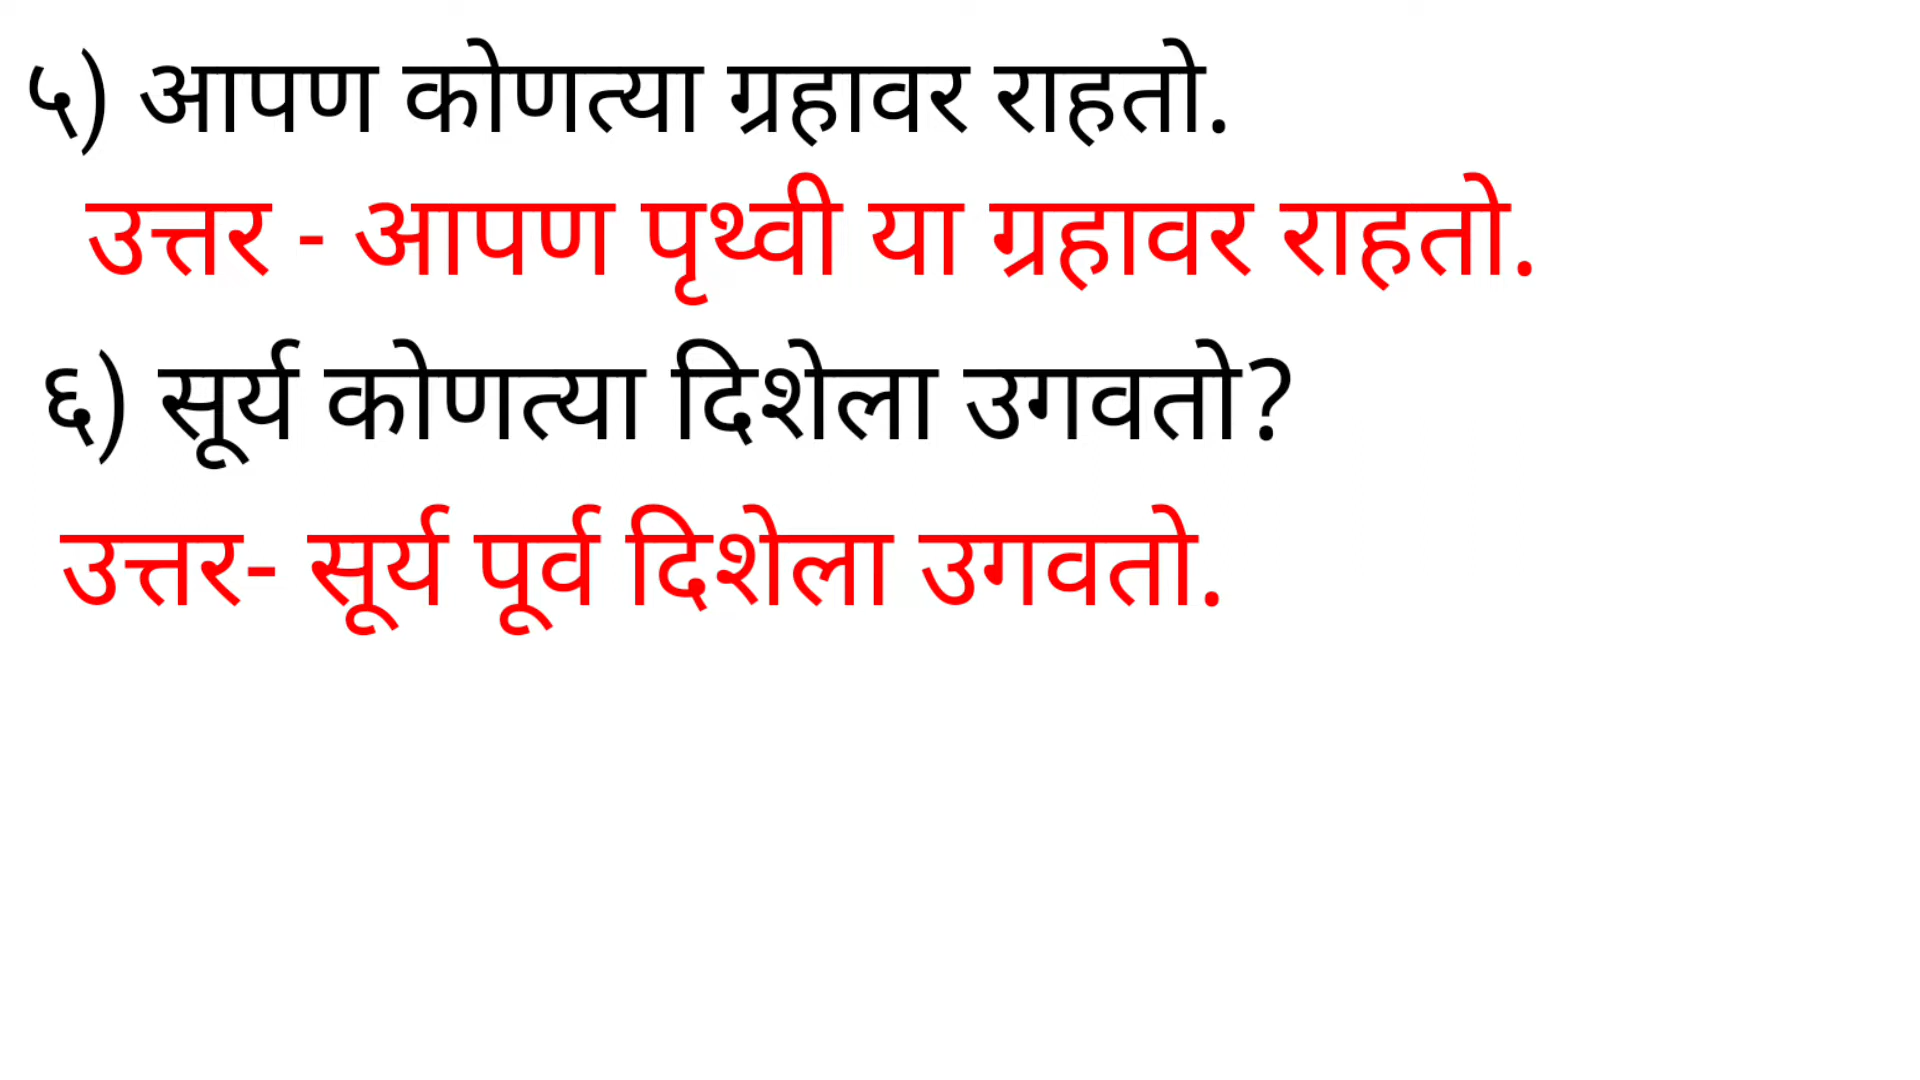 ५) आपण कोणत्या ग्रहावर राहतो.
उत्तर - आपण पृथ्वी या ग्रहावर राहतो.
६) सूर्य कोणत्या दिशेला उगवतो?
उत्तर- सूर्य पूर्व दिशेला उगवतो.